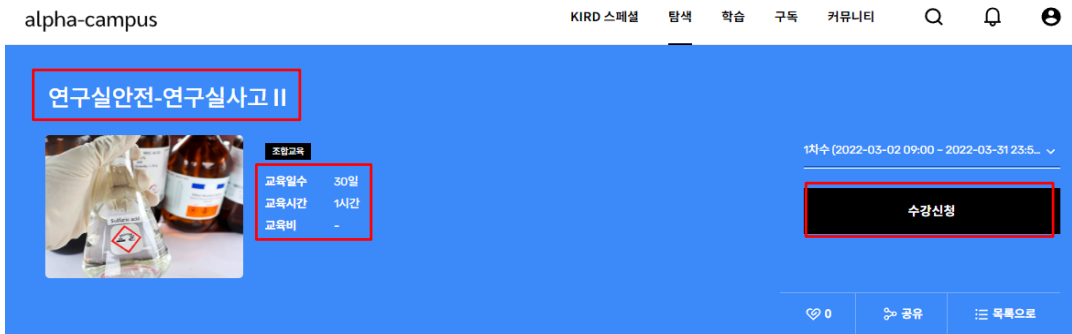 alpha-campus
KIRD 스페셜 탐색 학습 구독 커뮤니티
연구실안전-연구실사고 II
조합교육
교육일수 30일
교육시간 1시간
교육비 -
1차수 (2022-03-02 09:00 ~ 2022-03-31 23:5...
수강신청
Sulfuric acid
0 공유 목록으로